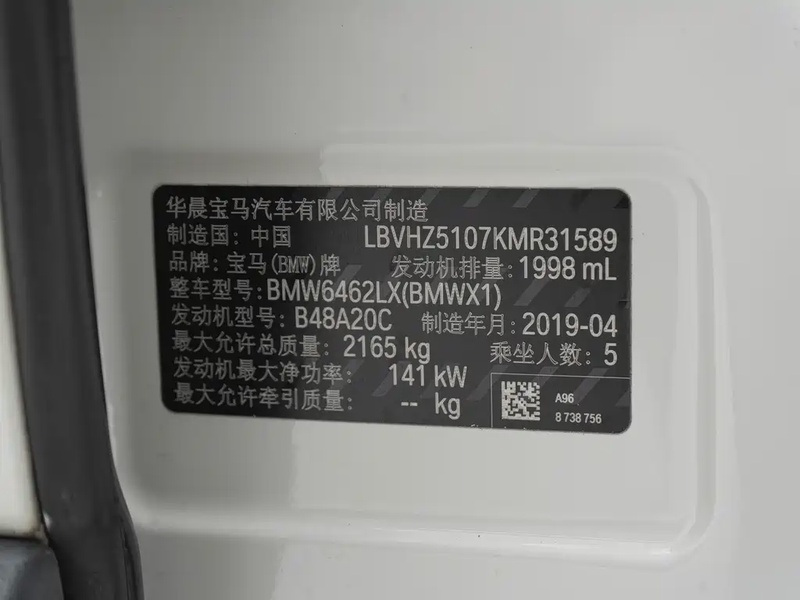 华晨宝马汽车有限公司制造
制造国: 中国 LBVHZ5107KMR31589
品牌: 宝马(BMW)牌 发动机排量: 1998 mL
整车型号: BMW6462LX(BMWX1)
发动机型号: B48A20C 制造年月: 2019-04
最大允许总质量: 2165 kg 乘坐人数: 5
发动机最大净功率: 141 kW
最大允许牵引质量: -- kg
A96
8 738 756